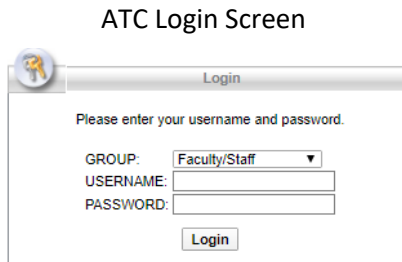 ATC Login Screen
Login
Please enter your username and password.
GROUP: Faculty/Staff
USERNAME:
PASSWORD:
Login